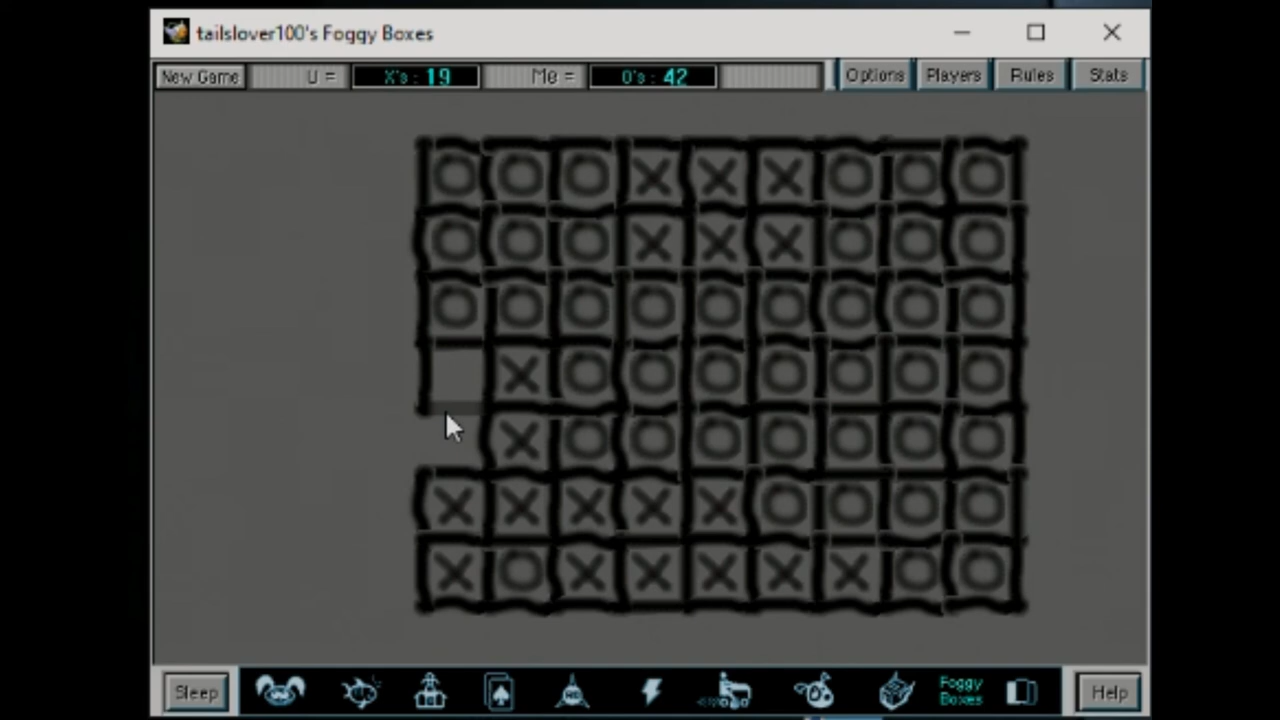 tailslover100's Foggy Boxes
New Game U = X's : 19 Me = O's : 42 Options Players Rules Stats
O O O X X X O O O
O O O X X X O O O
O O O O O O O O O
X O O O O O O O
X O O O O O O O
X X X X X O O O O
X O X X X X X O O
Sleep Foggy Boxes Help